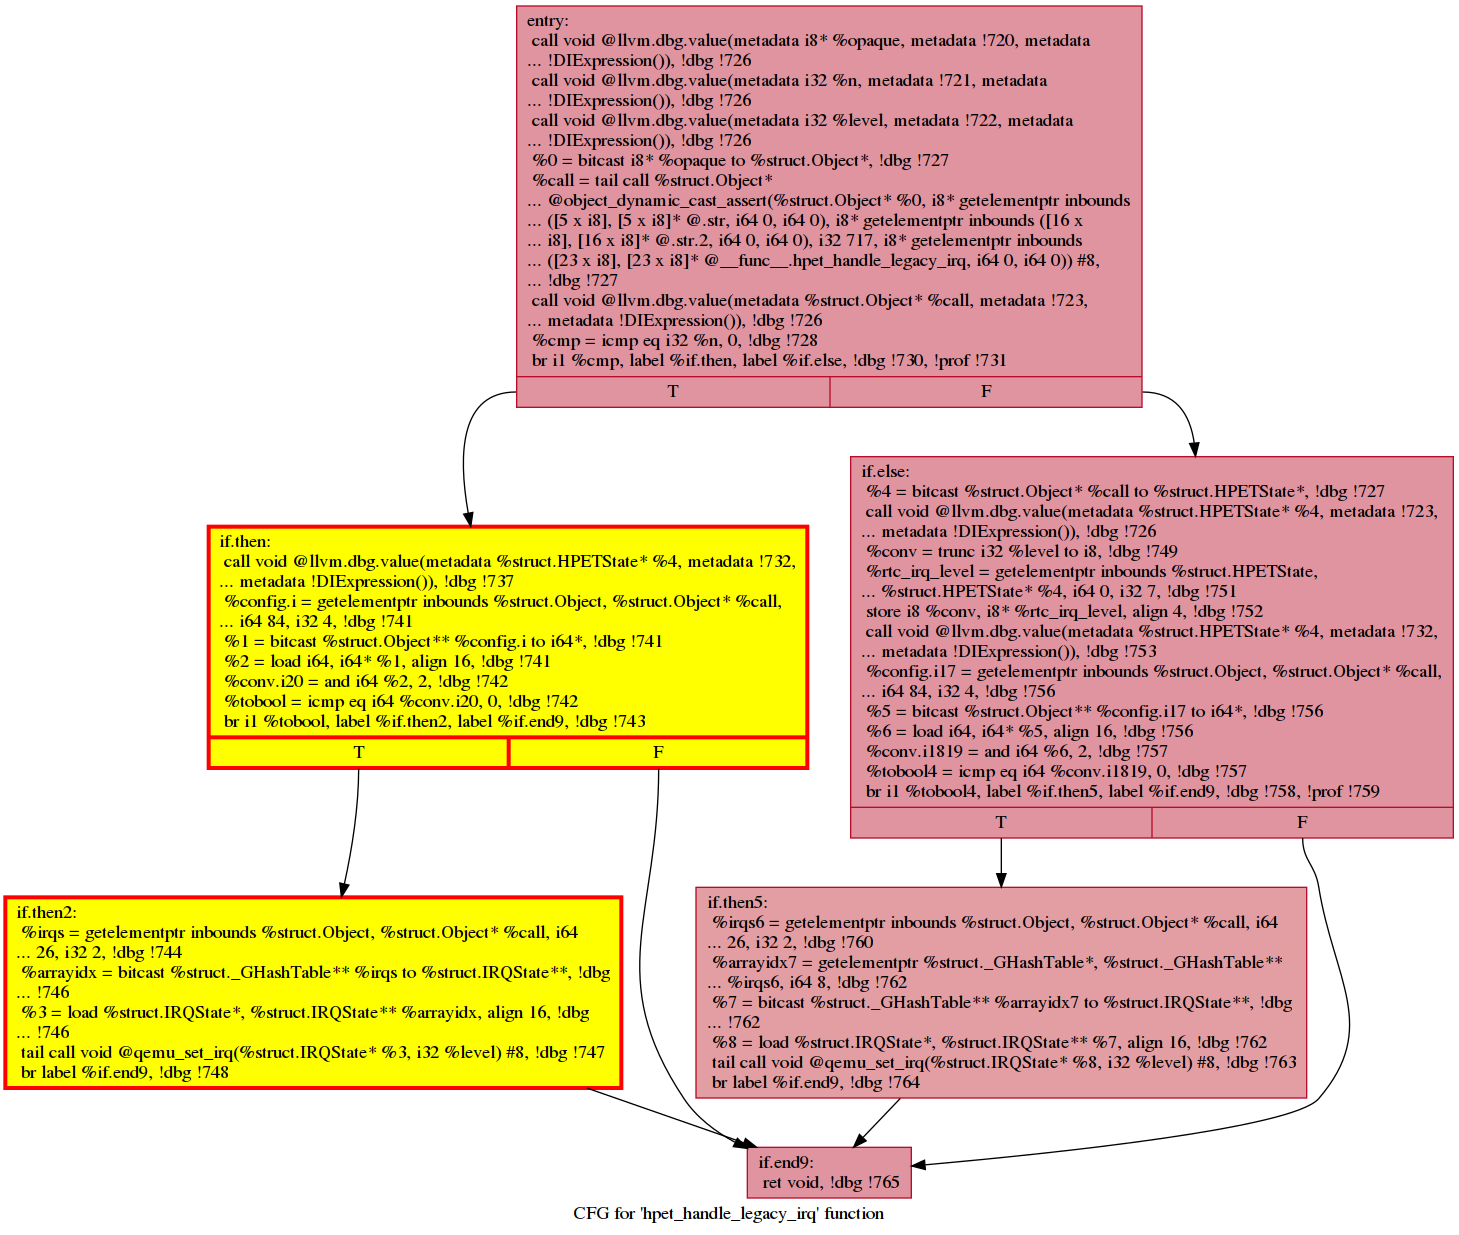 entry:
call void @llvm.dbg.value(metadata i8* %opaque, metadata !720, metadata
... !DIExpression()), !dbg !726
call void @llvm.dbg.value(metadata i32 %n, metadata !721, metadata
... !DIExpression()), !dbg !726
call void @llvm.dbg.value(metadata i32 %level, metadata !722, metadata
... !DIExpression()), !dbg !726
%0 = bitcast i8* %opaque to %struct.Object*, !dbg !727
%call = tail call %struct.Object*
... @object_dynamic_cast_assert(%struct.Object* %0, i8* getelementptr inbounds
... ([5 x i8], [5 x i8]* @.str, i64 0, i64 0), i8* getelementptr inbounds ([16 x
... i8], [16 x i8]* @.str.2, i64 0, i64 0), i32 717, i8* getelementptr inbounds
... ([23 x i8], [23 x i8]* @__func__.hpet_handle_legacy_irq, i64 0, i64 0)) #8,
... !dbg !727
call void @llvm.dbg.value(metadata %struct.Object* %call, metadata !723,
... metadata !DIExpression()), !dbg !726
%cmp = icmp eq i32 %n, 0, !dbg !728
br i1 %cmp, label %if.then, label %if.else, !dbg !730, !prof !731
T
F
if.then:
call void @llvm.dbg.value(metadata %struct.HPETState* %4, metadata !732,
... metadata !DIExpression()), !dbg !737
%config.i = getelementptr inbounds %struct.Object, %struct.Object* %call,
... i64 84, i32 4, !dbg !741
%1 = bitcast %struct.Object** %config.i to i64*, !dbg !741
%2 = load i64, i64* %1, align 16, !dbg !741
%conv.i20 = and i64 %2, 2, !dbg !742
%tobool = icmp eq i64 %conv.i20, 0, !dbg !742
br i1 %tobool, label %if.then2, label %if.end9, !dbg !743
T
F
if.else:
%4 = bitcast %struct.Object* %call to %struct.HPETState*, !dbg !727
call void @llvm.dbg.value(metadata %struct.HPETState* %4, metadata !723,
... metadata !DIExpression()), !dbg !726
%conv = trunc i32 %level to i8, !dbg !749
%rtc_irq_level = getelementptr inbounds %struct.HPETState,
... %struct.HPETState* %4, i64 0, i32 7, !dbg !751
store i8 %conv, i8* %rtc_irq_level, align 4, !dbg !752
call void @llvm.dbg.value(metadata %struct.HPETState* %4, metadata !732,
... metadata !DIExpression()), !dbg !753
%config.i17 = getelementptr inbounds %struct.Object, %struct.Object* %call,
... i64 84, i32 4, !dbg !756
%5 = bitcast %struct.Object** %config.i17 to i64*, !dbg !756
%6 = load i64, i64* %5, align 16, !dbg !756
%conv.i1819 = and i64 %6, 2, !dbg !757
%tobool4 = icmp eq i64 %conv.i1819, 0, !dbg !757
br i1 %tobool4, label %if.then5, label %if.end9, !dbg !758, !prof !759
T
F
if.then2:
%irqs = getelementptr inbounds %struct.Object, %struct.Object* %call, i64
... 26, i32 2, !dbg !744
%arrayidx = bitcast %struct._GHashTable** %irqs to %struct.IRQState**, !dbg
... !746
%3 = load %struct.IRQState*, %struct.IRQState** %arrayidx, align 16, !dbg
... !746
tail call void @qemu_set_irq(%struct.IRQState* %3, i32 %level) #8, !dbg !747
br label %if.end9, !dbg !748
if.then5:
%irqs6 = getelementptr inbounds %struct.Object, %struct.Object* %call, i64
... 26, i32 2, !dbg !760
%arrayidx7 = getelementptr %struct._GHashTable*, %struct._GHashTable**
... %irqs6, i64 8, !dbg !762
%7 = bitcast %struct._GHashTable** %arrayidx7 to %struct.IRQState**, !dbg
... !762
%8 = load %struct.IRQState*, %struct.IRQState** %7, align 16, !dbg !762
tail call void @qemu_set_irq(%struct.IRQState* %8, i32 %level) #8, !dbg !763
br label %if.end9, !dbg !764
if.end9:
ret void, !dbg !765
CFG for 'hpet_handle_legacy_irq' function